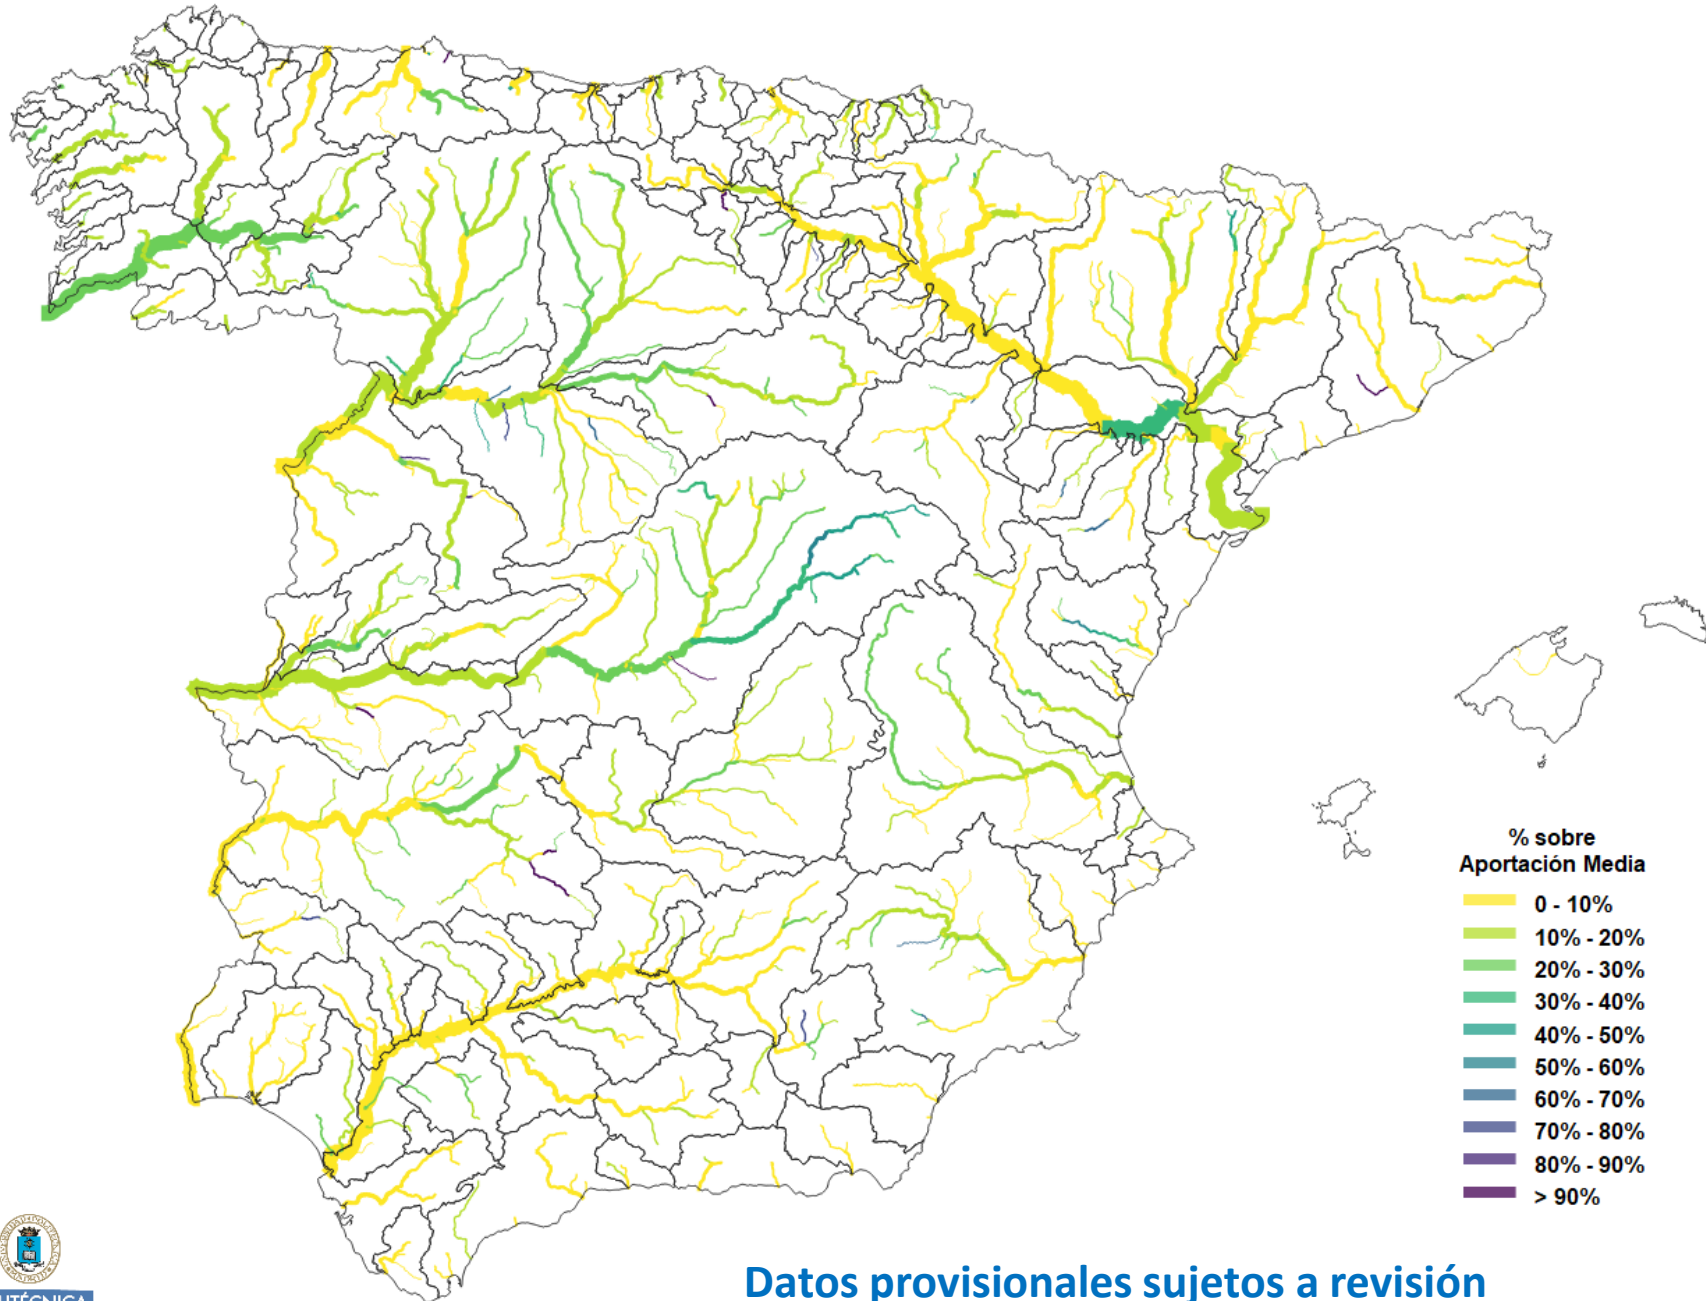 % sobre
Aportación Media
0 - 10%
10% - 20%
20% - 30%
30% - 40%
40% - 50%
50% - 60%
60% - 70%
70% - 80%
80% - 90%
> 90%
Datos provisionales sujetos a revisión